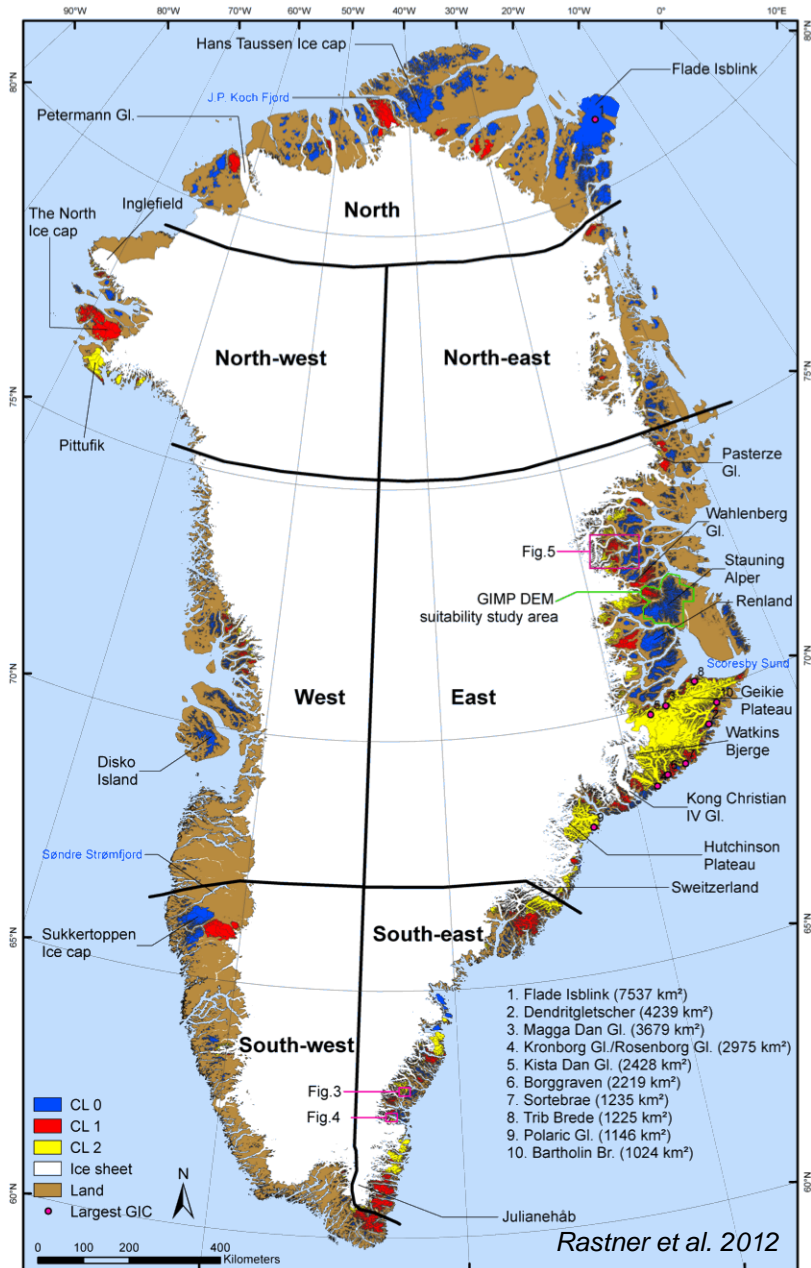 90°W 80°W 70°W 60°W 50°W 40°W 30°W 20°W 10°W 0° 10°E
80°N
80°N
Hans Taussen Ice cap
Flade Isblink
J.P. Koch Fjord
Petermann Gl.
1
The North
Ice cap
Inglefield
North
North-west
North-east
75°N
75°N
Pittufik
Pasterze
Gl.
Wahlenberg
Gl.
Fig.5
Stauning
Alper
GIMP DEM
suitability study area
Renland
70°N
70°N
Scoresby Sund
8
10
Geikie
Plateau
West
East
Watkins
Bjerge
Disko
Island
Kong Christian
IV Gl.
Hutchinson
Plateau
Søndre Strømfjord
Sweitzerland
65°N
65°N
Sukkertoppen
Ice cap
South-east
South-west
1. Flade Isblink (7537 km²)
2. Dendritgletscher (4239 km²)
3. Magga Dan Gl. (3679 km²)
4. Kronborg Gl./Rosenborg Gl. (2975 km²)
5. Kista Dan Gl. (2428 km²)
6. Borggraven (2219 km²)
7. Sortebrae (1235 km²)
8. Trib Brede (1225 km²)
9. Polaric Gl. (1146 km²)
10. Bartholin Br. (1024 km²)
Fig.3
Fig.4
CL 0
CL 1
CL 2
Ice sheet
Land
Largest GIC
N
60°N
60°N
Julianehåb
0 100 200 400
Kilometers
Rastner et al. 2012